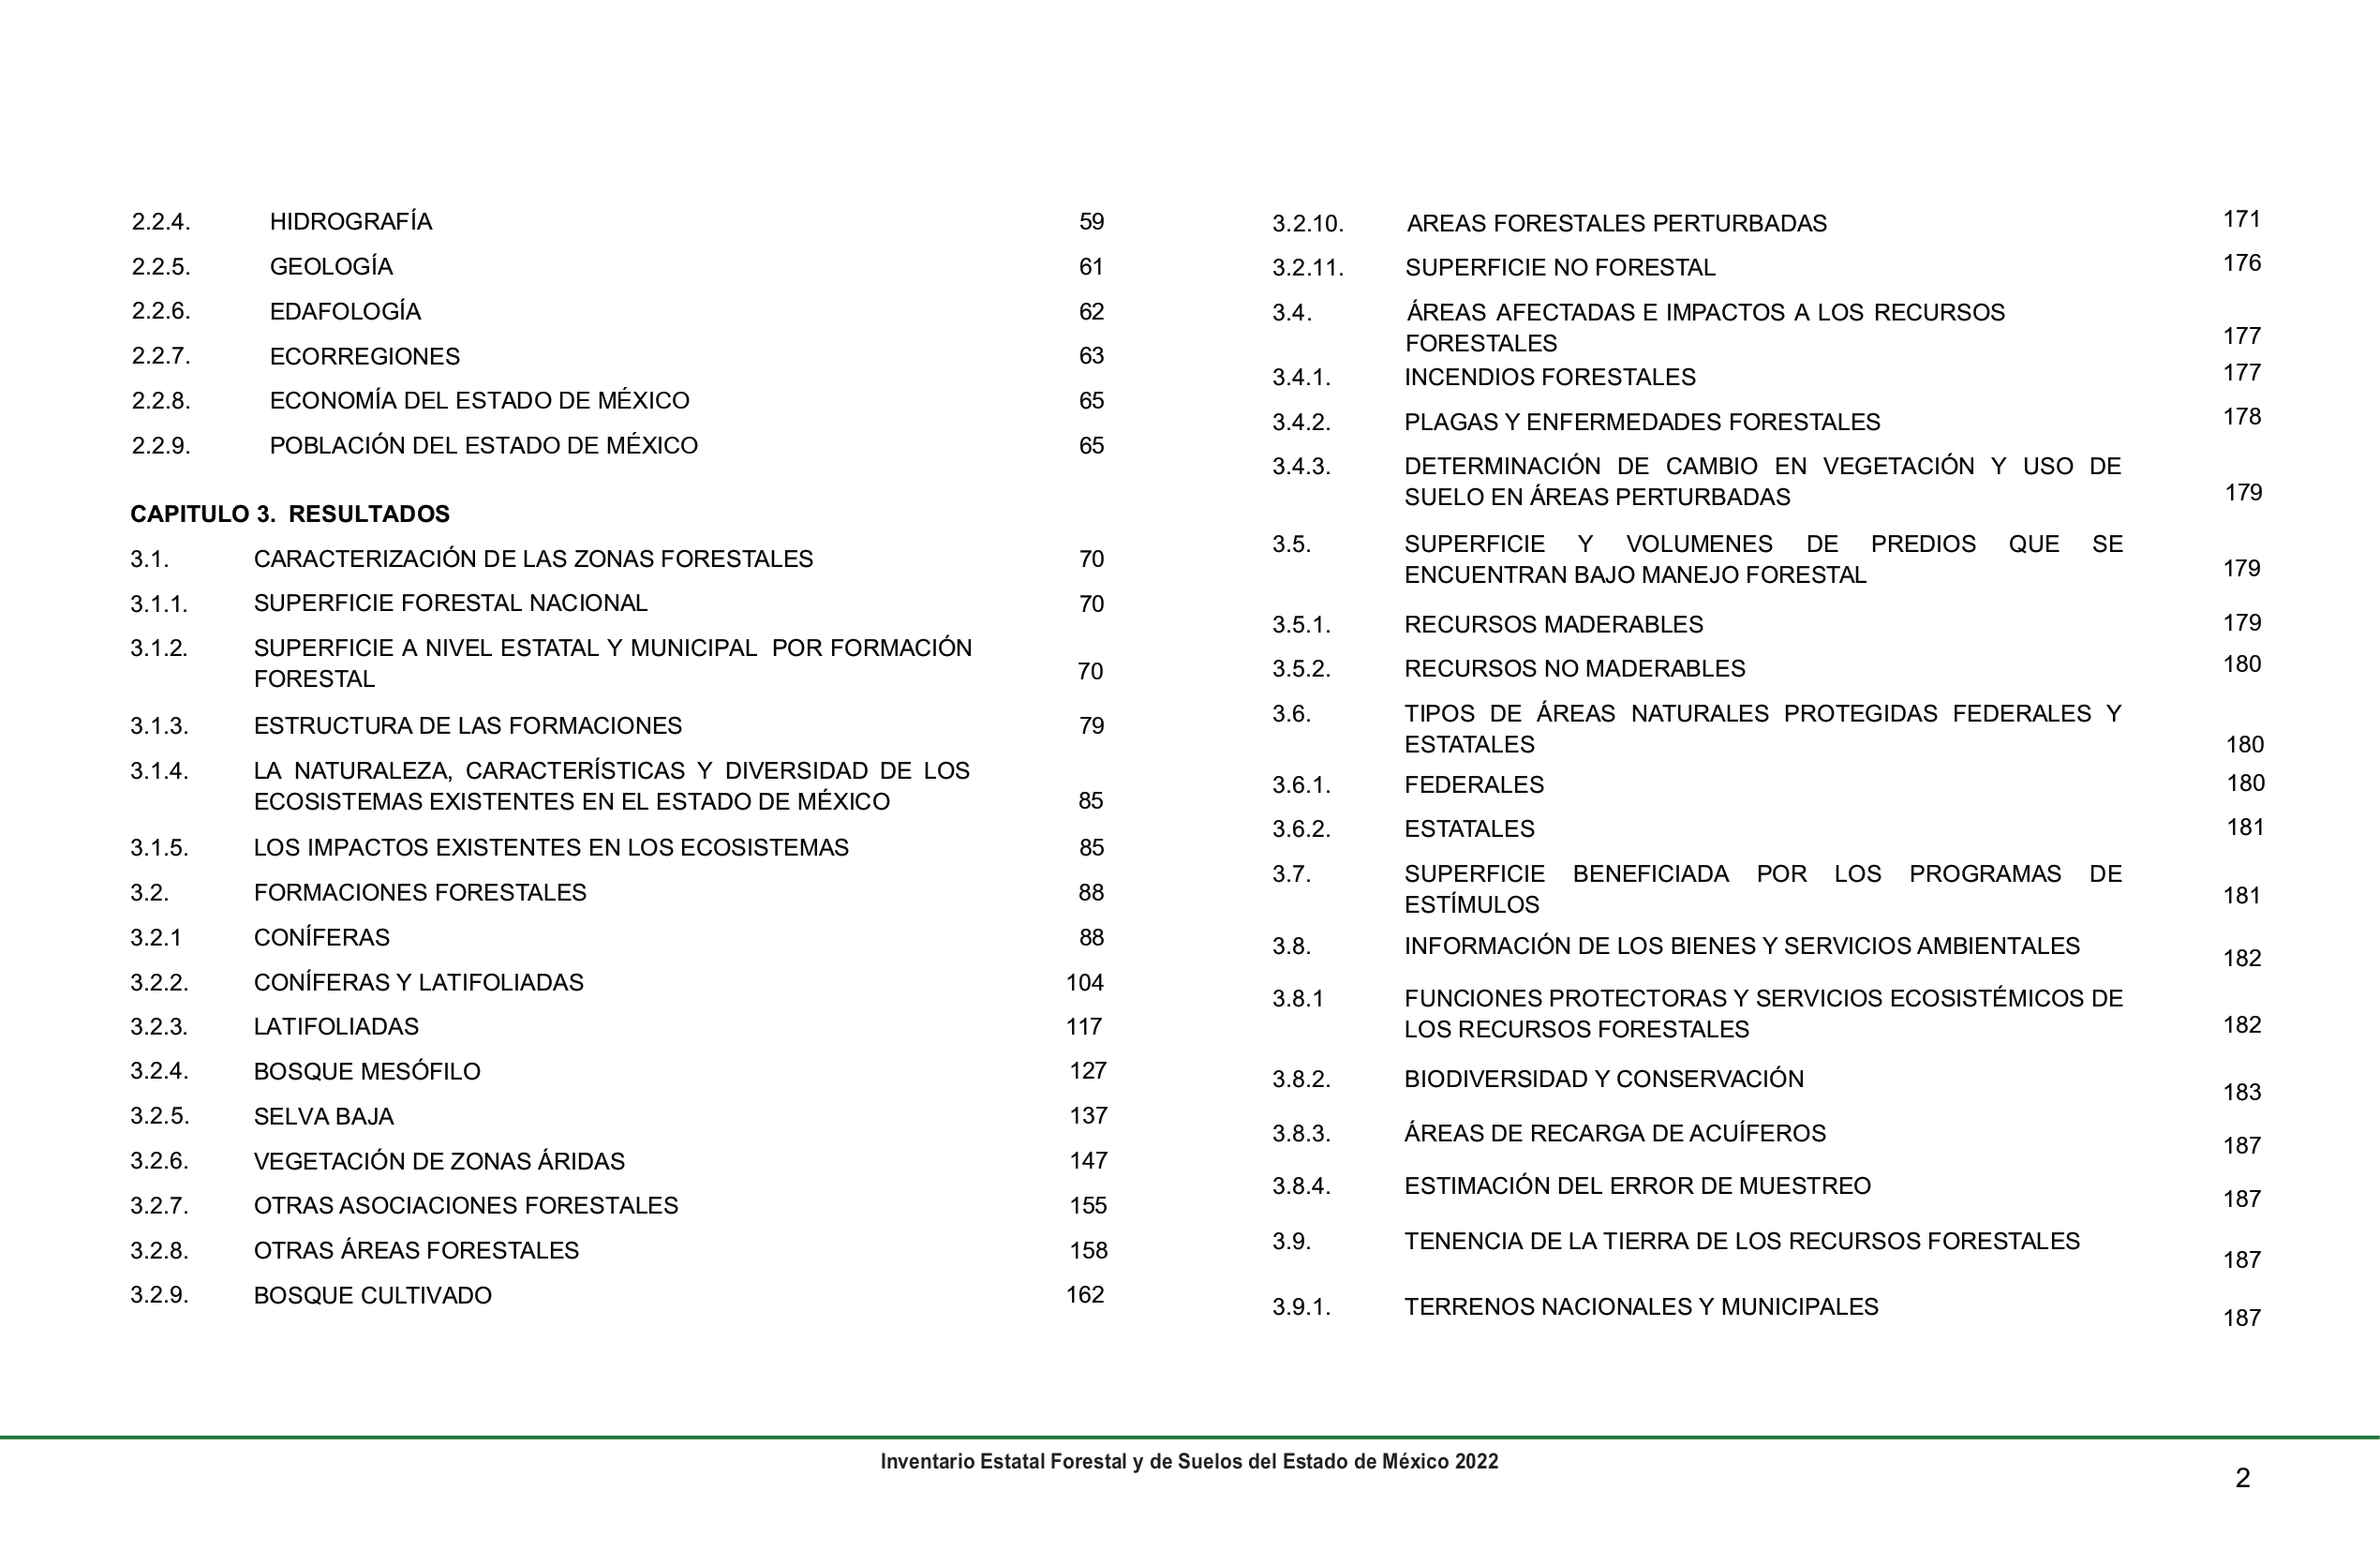 2.2.4. HIDROGRAFÍA 59
2.2.5. GEOLOGÍA 61
2.2.6. EDAFOLOGÍA 62
2.2.7. ECORREGIONES 63
2.2.8. ECONOMÍA DEL ESTADO DE MÉXICO 65
2.2.9. POBLACIÓN DEL ESTADO DE MÉXICO 65
CAPITULO 3. RESULTADOS
3.1. CARACTERIZACIÓN DE LAS ZONAS FORESTALES 70
3.1.1. SUPERFICIE FORESTAL NACIONAL 70
3.1.2. SUPERFICIE A NIVEL ESTATAL Y MUNICIPAL POR FORMACIÓN
FORESTAL 70
3.1.3. ESTRUCTURA DE LAS FORMACIONES 79
3.1.4. LA NATURALEZA, CARACTERÍSTICAS Y DIVERSIDAD DE LOS
ECOSISTEMAS EXISTENTES EN EL ESTADO DE MÉXICO 85
3.1.5. LOS IMPACTOS EXISTENTES EN LOS ECOSISTEMAS 85
3.2. FORMACIONES FORESTALES 88
3.2.1 CONÍFERAS 88
3.2.2. CONÍFERAS Y LATIFOLIADAS 104
3.2.3. LATIFOLIADAS 117
3.2.4. BOSQUE MESÓFILO 127
3.2.5. SELVA BAJA 137
3.2.6. VEGETACIÓN DE ZONAS ÁRIDAS 147
3.2.7. OTRAS ASOCIACIONES FORESTALES 155
3.2.8. OTRAS ÁREAS FORESTALES 158
3.2.9. BOSQUE CULTIVADO 162
3.2.10. AREAS FORESTALES PERTURBADAS 171
3.2.11. SUPERFICIE NO FORESTAL 176
3.4. ÁREAS AFECTADAS E IMPACTOS A LOS RECURSOS
FORESTALES 177
3.4.1. INCENDIOS FORESTALES 177
3.4.2. PLAGAS Y ENFERMEDADES FORESTALES 178
3.4.3. DETERMINACIÓN DE CAMBIO EN VEGETACIÓN Y USO DE
SUELO EN ÁREAS PERTURBADAS 179
3.5. SUPERFICIE Y VOLUMENES DE PREDIOS QUE SE
ENCUENTRAN BAJO MANEJO FORESTAL 179
3.5.1. RECURSOS MADERABLES 179
3.5.2. RECURSOS NO MADERABLES 180
3.6. TIPOS DE ÁREAS NATURALES PROTEGIDAS FEDERALES Y
ESTATALES 180
3.6.1. FEDERALES 180
3.6.2. ESTATALES 181
3.7. SUPERFICIE BENEFICIADA POR LOS PROGRAMAS DE
ESTÍMULOS 181
3.8. INFORMACIÓN DE LOS BIENES Y SERVICIOS AMBIENTALES 182
3.8.1 FUNCIONES PROTECTORAS Y SERVICIOS ECOSISTÉMICOS DE
LOS RECURSOS FORESTALES 182
3.8.2. BIODIVERSIDAD Y CONSERVACIÓN 183
3.8.3. ÁREAS DE RECARGA DE ACUÍFEROS 187
3.8.4. ESTIMACIÓN DEL ERROR DE MUESTREO 187
3.9. TENENCIA DE LA TIERRA DE LOS RECURSOS FORESTALES 187
3.9.1. TERRENOS NACIONALES Y MUNICIPALES 187
Inventario Estatal Forestal y de Suelos del Estado de México 2022
2